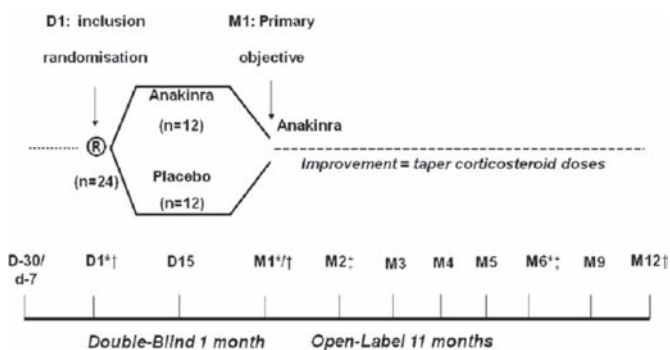 D1: inclusion
randomisation
M1: Primary
objective
Anakinra
(n=12)
Anakinra
R
Improvement = taper corticosteroid doses
(n=24)
Placebo
(n=12)
D-30/
d-7
D1*†
D15
M1*/†
M2‡
M3
M4
M5
M6*‡
M9
M12†
Double-Blind 1 month
Open-Label 11 months